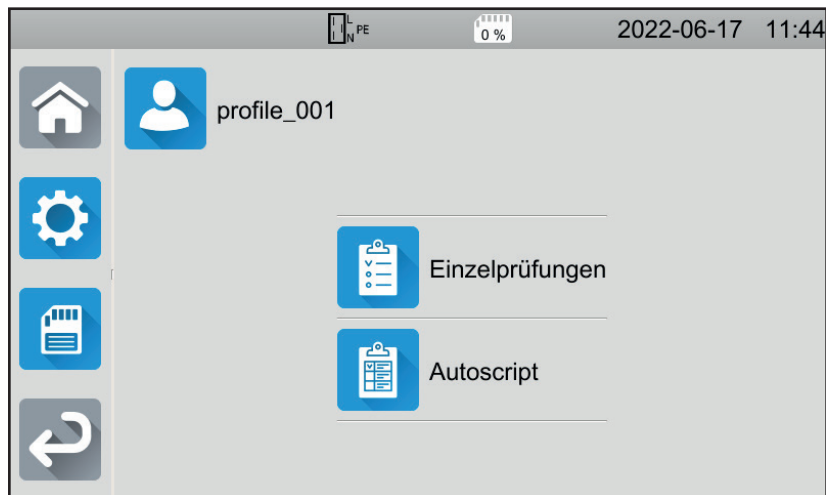 L N PE 0 % 2022-06-17 11:44
profile_001
Einzelprüfungen
Autoscript